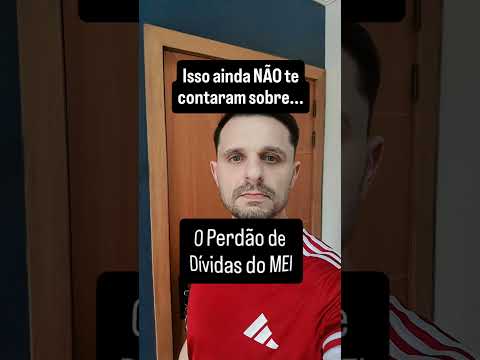 Isso ainda NÃO te
contaram sobre...
O Perdão de
Dívidas do MEI